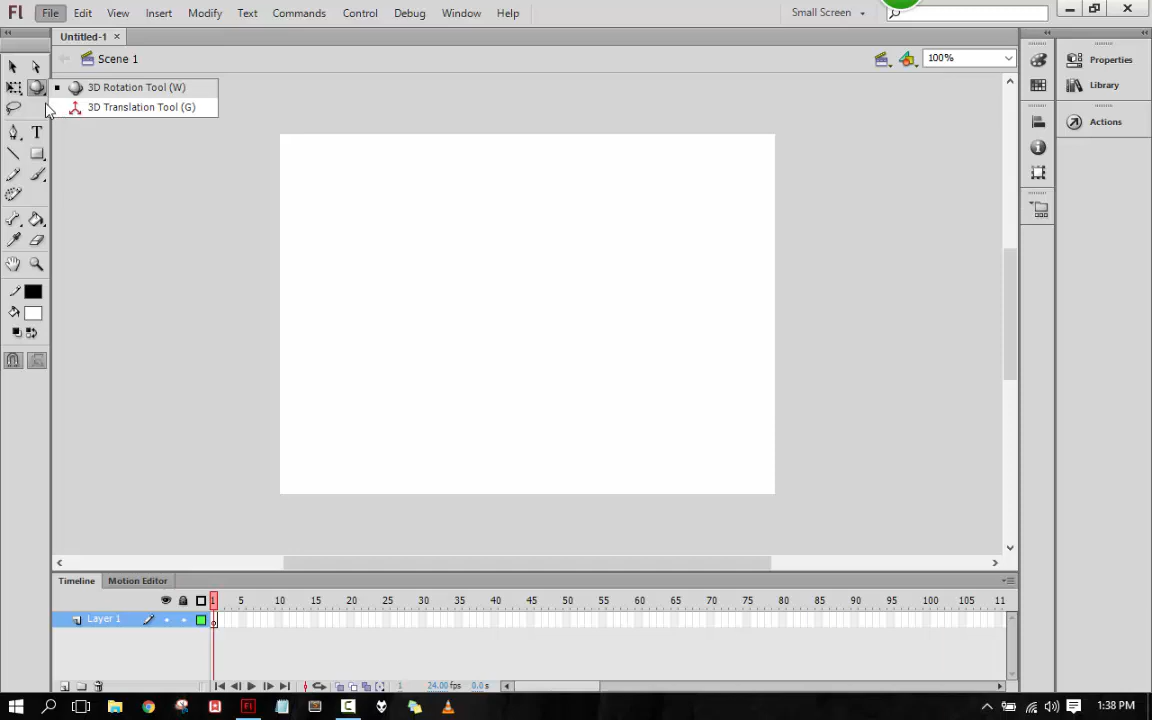 Fl File Edit View Insert Modify Text Commands Control Debug Window Help Small Screen
Untitled-1 ×
Scene 1 100%
3D Rotation Tool (W)
3D Translation Tool (G)
T
Properties
Library
Actions
Timeline Motion Editor
1 5 10 15 20 25 30 35 40 45 50 55 60 65 70 75 80 85 90 95 100 105 11
Layer 1
1 24.00 fps 0.0 s
Fl 1:38 PM